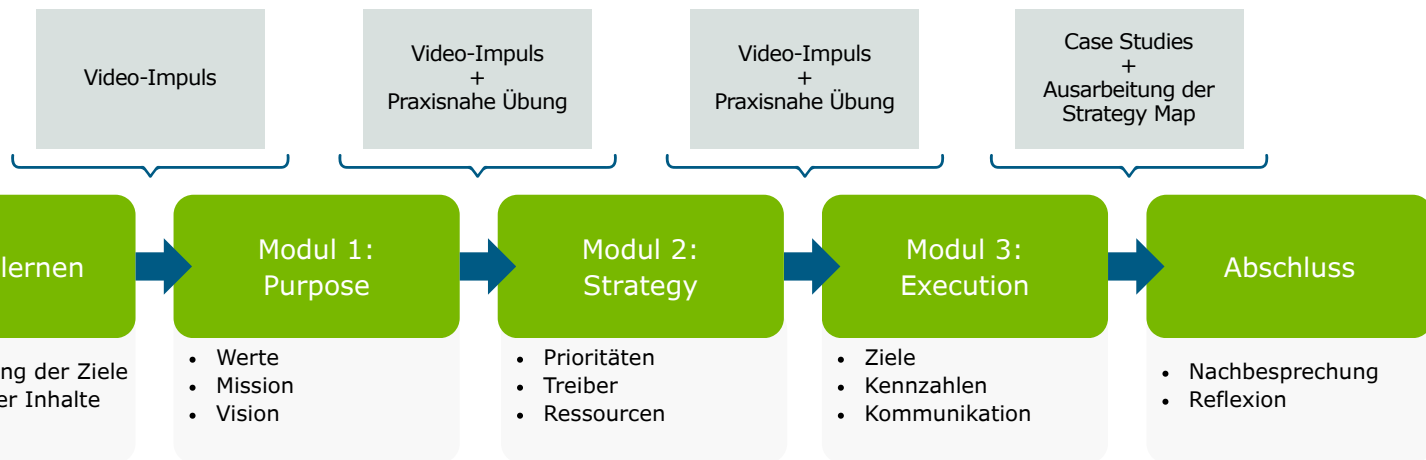 Video-Impuls
Video-Impuls
+
Praxisnahe Übung
Video-Impuls
+
Praxisnahe Übung
Case Studies
+
Ausarbeitung der
Strategy Map
lernen
Modul 1:
Purpose
Modul 2:
Strategy
Modul 3:
Execution
Abschluss
ng der Ziele
er Inhalte
• Werte
• Mission
• Vision
• Prioritäten
• Treiber
• Ressourcen
• Ziele
• Kennzahlen
• Kommunikation
• Nachbesprechung
• Reflexion